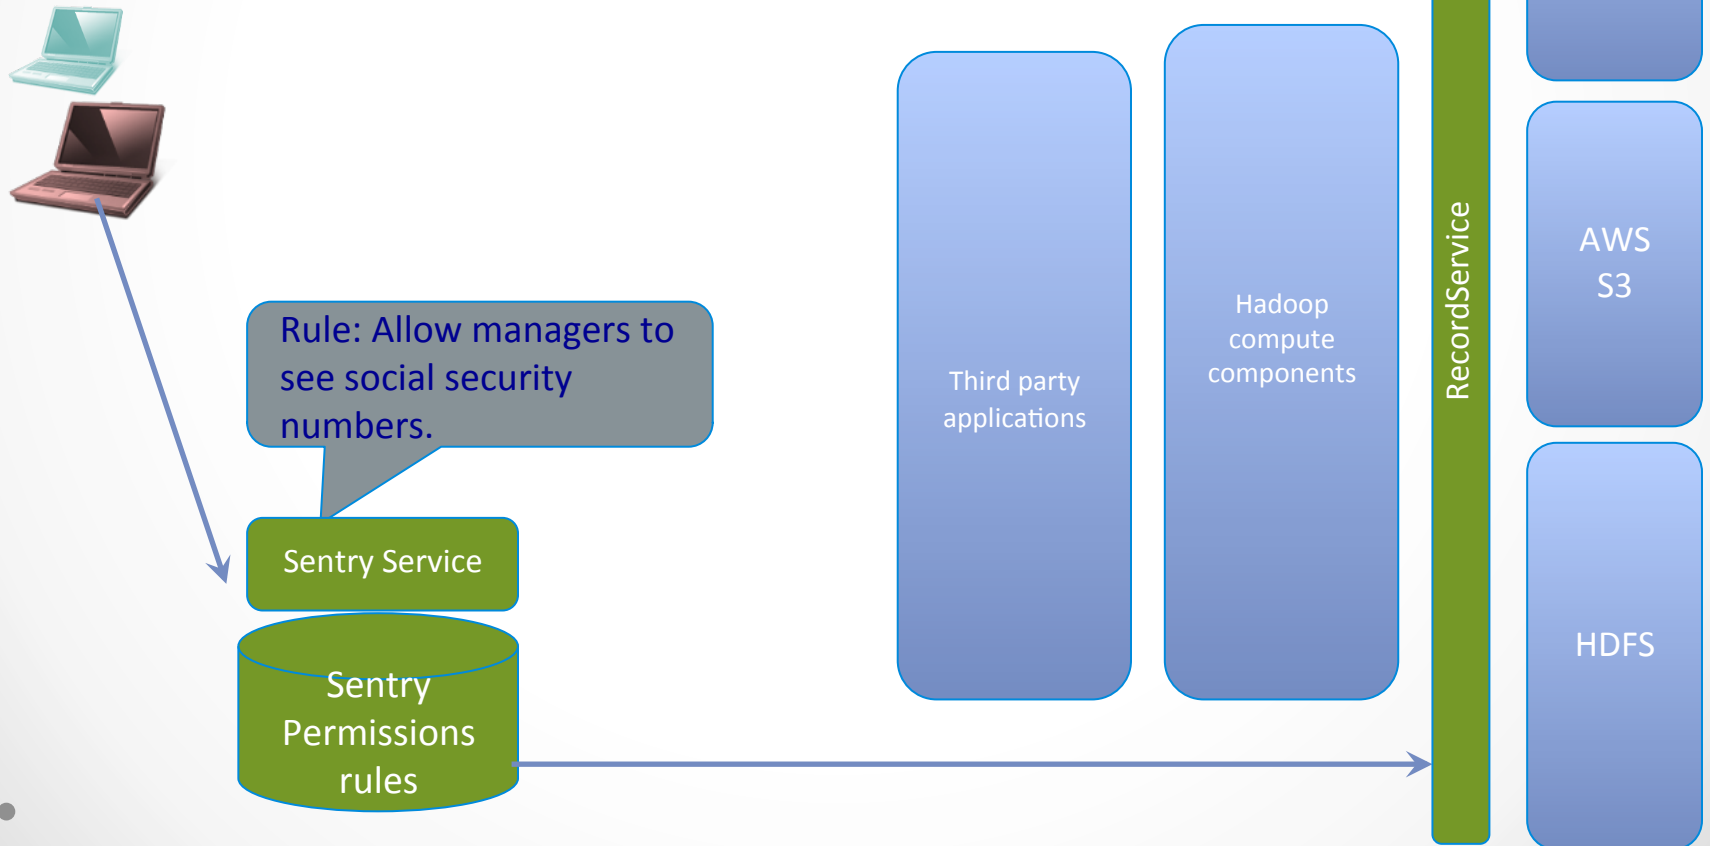 Rule: Allow managers to
see social security
numbers.
Sentry Service
Sentry
Permissions
rules
Third party
applications
Hadoop
compute
components
RecordService
AWS
S3
HDFS